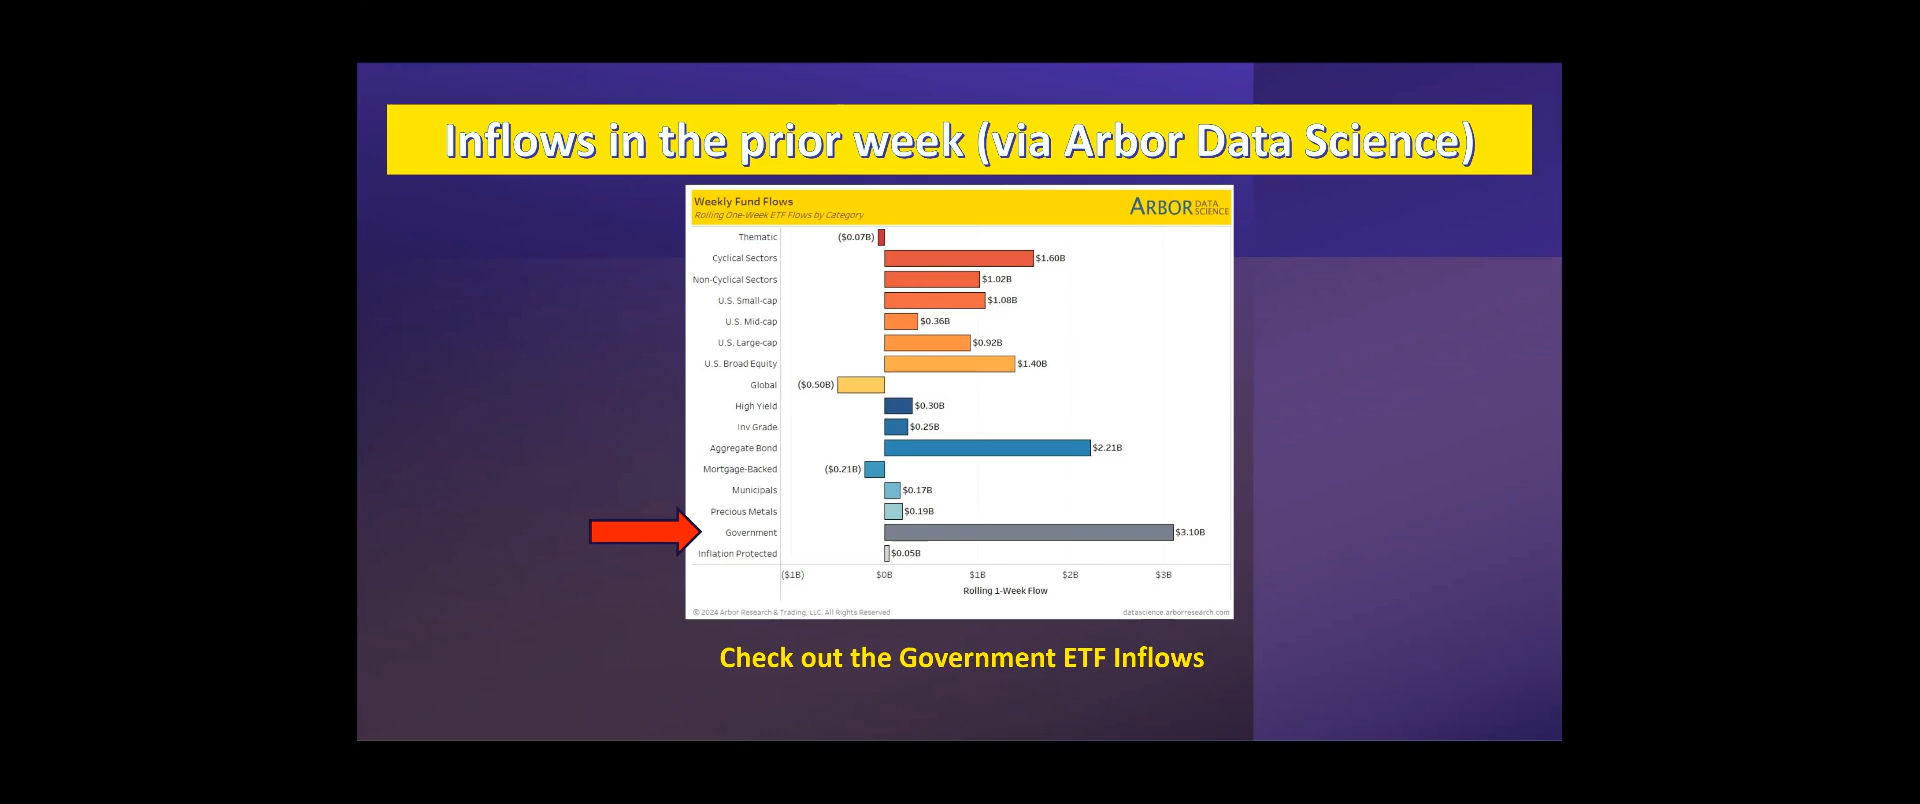 Inflows in the prior week (via Arbor Data Science)
Weekly Fund Flows
Rolling One-Week ETF Flows by Category
ARBOR DATA SCIENCE
Thematic ($0.07B)
Cyclical Sectors $1.60B
Non-Cyclical Sectors $1.02B
U.S. Small-cap $1.08B
U.S. Mid-cap $0.36B
U.S. Large-cap $0.92B
U.S. Broad Equity $1.40B
Global ($0.50B)
High Yield $0.30B
Inv Grade $0.25B
Aggregate Bond $2.21B
Mortgage-Backed ($0.21B)
Municipals $0.17B
Precious Metals $0.19B
Government $3.10B
Inflation Protected $0.05B
($1B) $0B $1B $2B $3B
Rolling 1-Week Flow
© 2024 Arbor Research & Trading, LLC. All Rights Reserved datascience.arborresearch.com
Check out the Government ETF Inflows